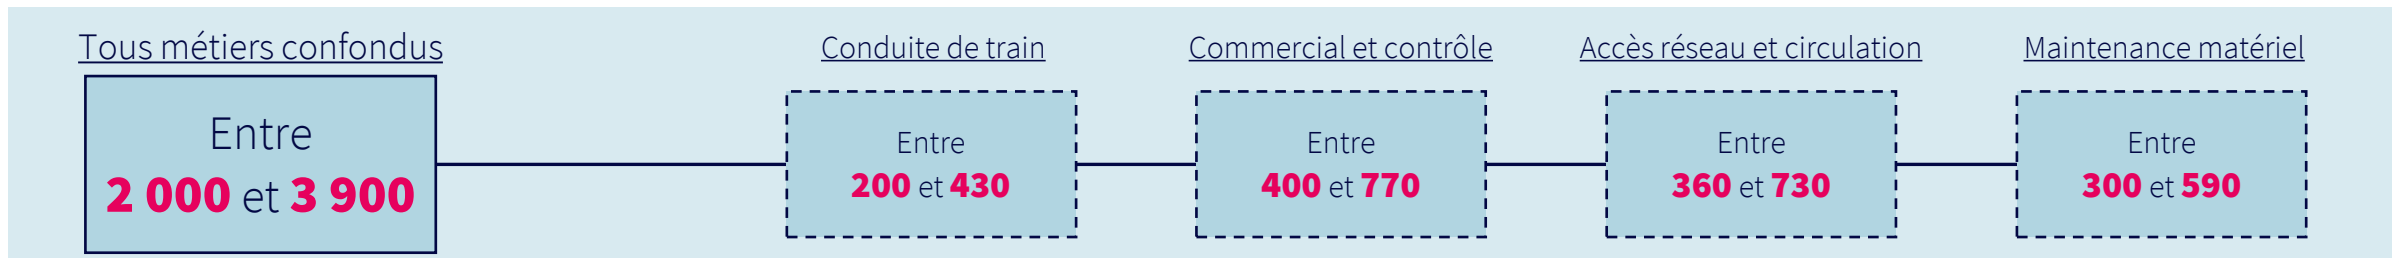 Tous métiers confondus
Entre
2 000 et 3 900
Conduite de train
Entre
200 et 430
Commercial et contrôle
Entre
400 et 770
Accès réseau et circulation
Entre
360 et 730
Maintenance matériel
Entre
300 et 590